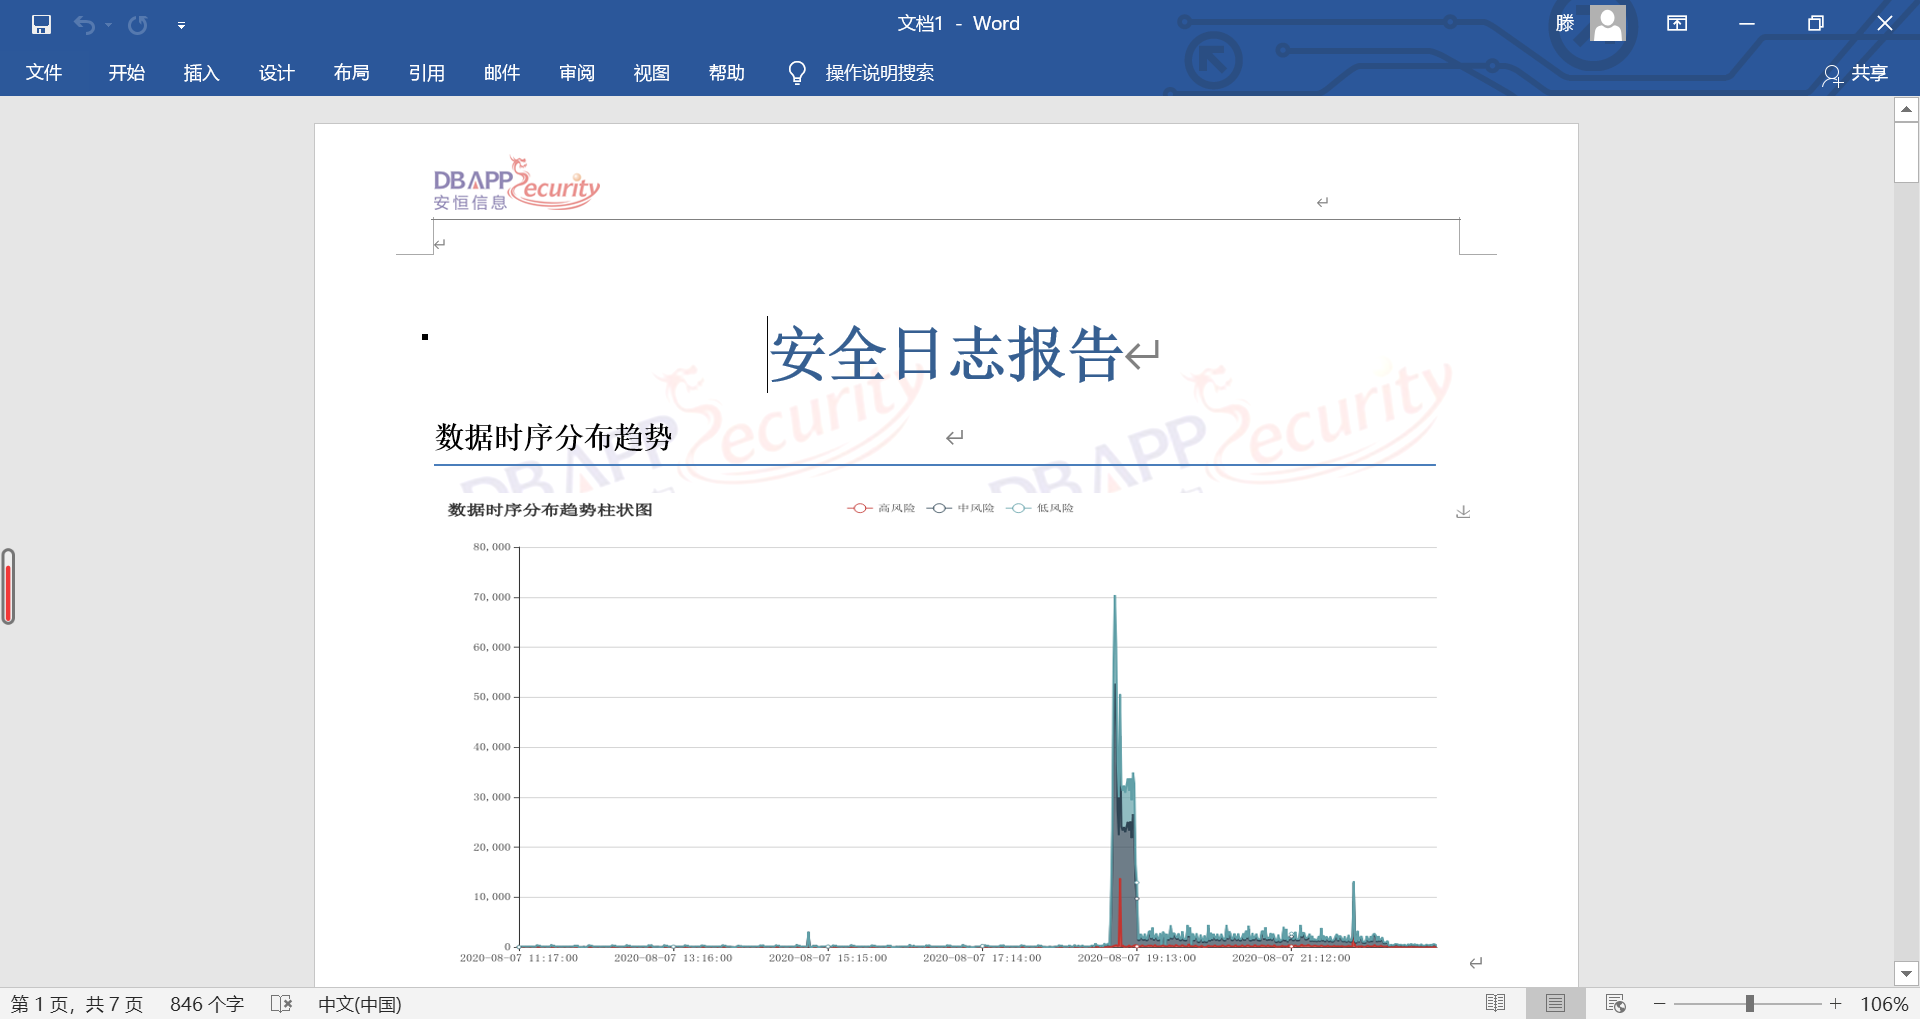 文档1 - Word
滕
文件 开始 插入 设计 布局 引用 邮件 审阅 视图 帮助 操作说明搜索 共享
DBAPPSecurity
安恒信息
安全日志报告
DBAPPSecurity DBAPPSecurity
数据时序分布趋势
数据时序分布趋势柱状图 高风险 中风险 低风险
80,000
70,000
60,000
50,000
40,000
30,000
20,000
10,000
0
2020-08-07 11:17:00 2020-08-07 13:16:00 2020-08-07 15:15:00 2020-08-07 17:14:00 2020-08-07 19:13:00 2020-08-07 21:12:00
第 1 页，共 7 页 846 个字 中文(中国) 106%